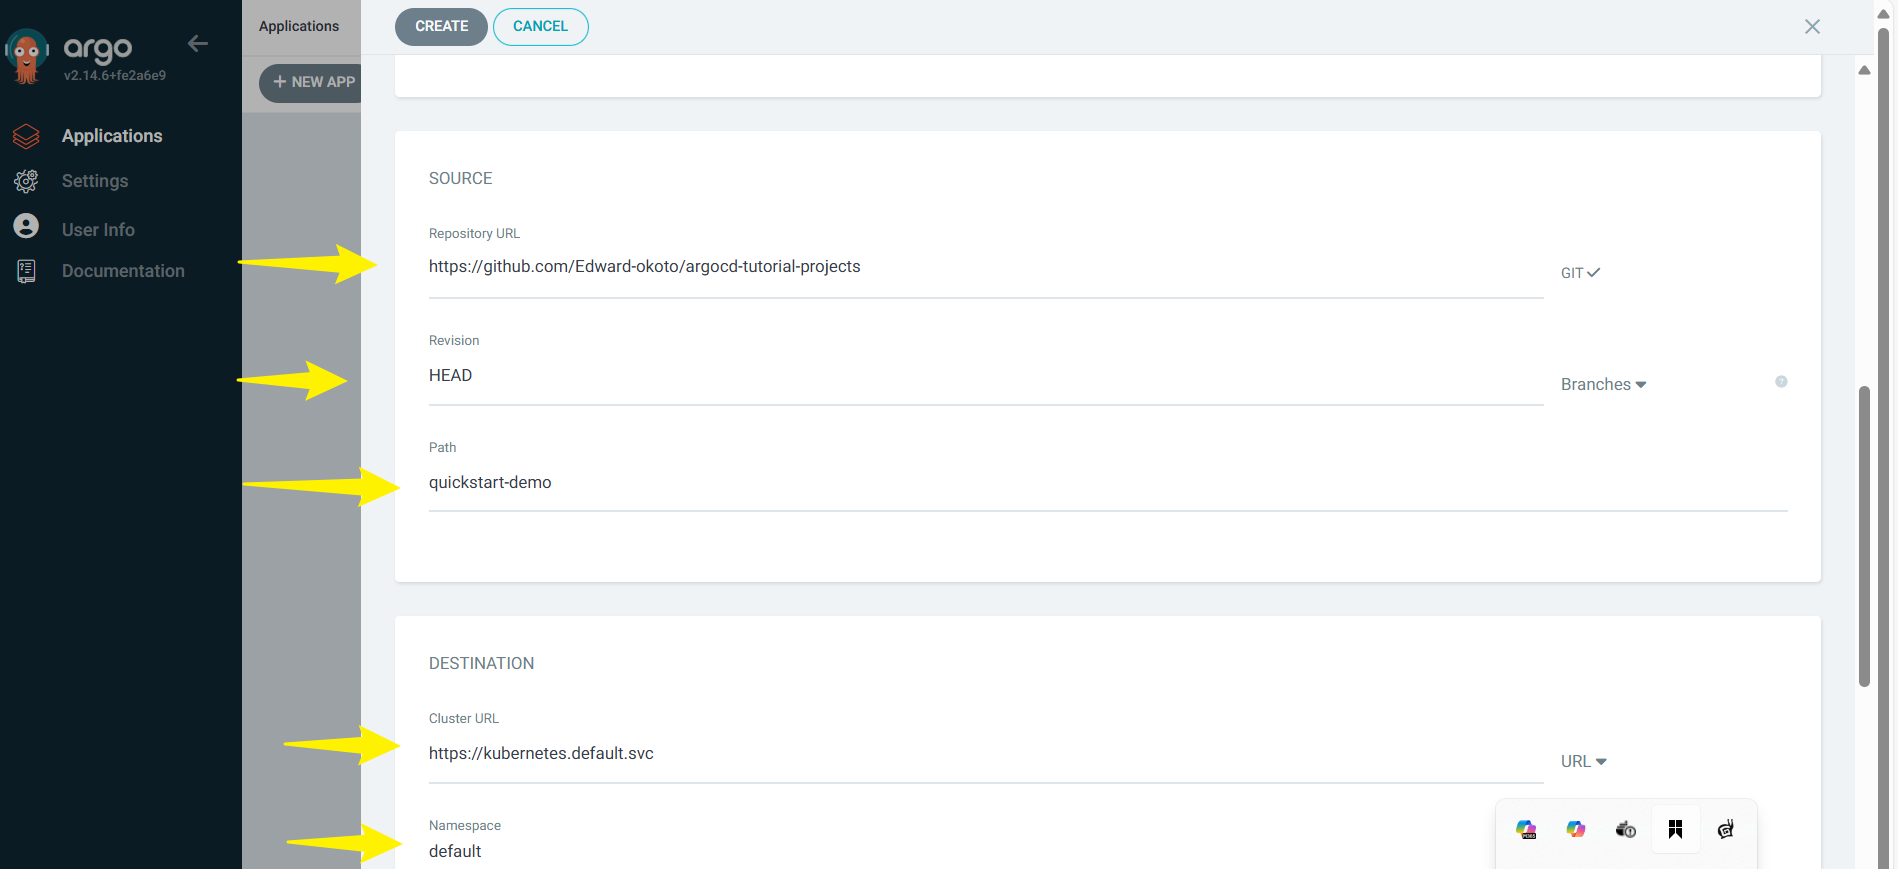 argo
v2.14.6+fe2a6e9
Applications
Settings
User Info
Documentation
Applications
+ NEW APP
CREATE
CANCEL
SOURCE
Repository URL
https://github.com/Edward-okoto/argocd-tutorial-projects
GIT
Revision
HEAD
Branches
Path
quickstart-demo
DESTINATION
Cluster URL
https://kubernetes.default.svc
URL
Namespace
default